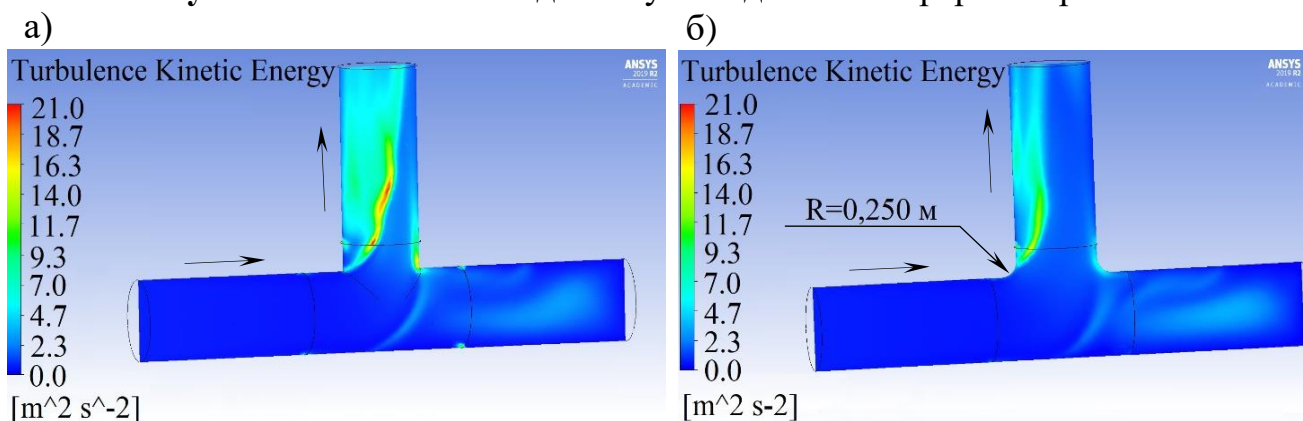 а)
Turbulence Kinetic Energy
ANSYS
2019 R2
ACADEMIC
21.0
18.7
16.3
14.0
11.7
9.3
7.0
4.7
2.3
0.0
[m^2 s^-2]
б)
Turbulence Kinetic Energy
ANSYS
2019 R2
ACADEMIC
21.0
18.7
16.3
14.0
11.7
9.3
7.0
4.7
2.3
0.0
R=0,250 м
[m^2 s-2]